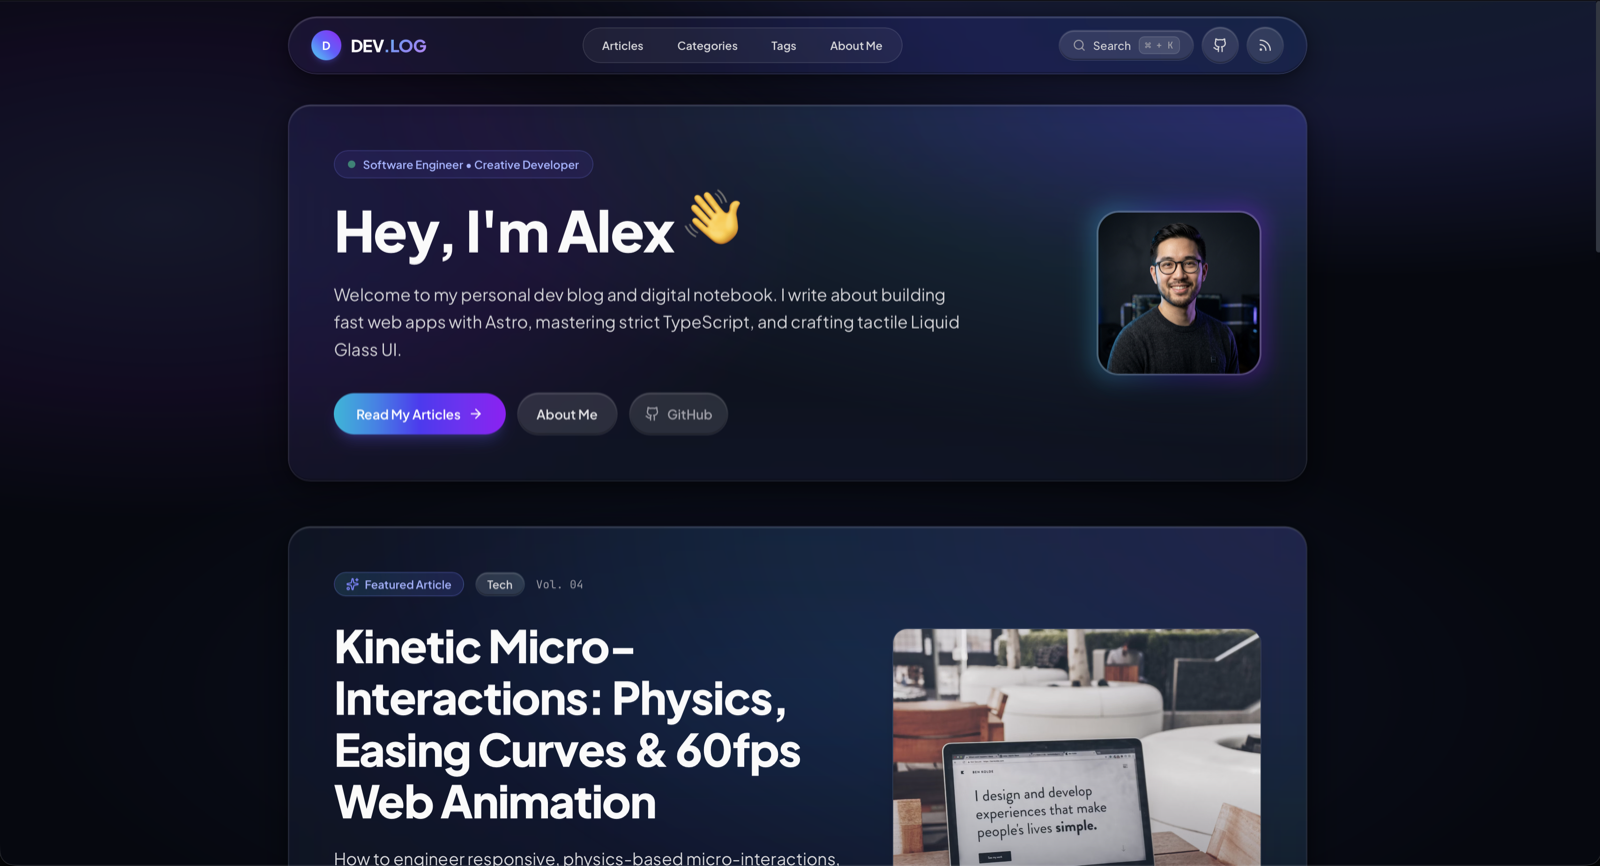 D DEV.LOG
Articles Categories Tags About Me
Search ⌘ + K
Software Engineer • Creative Developer
Hey, I'm Alex 👋
Welcome to my personal dev blog and digital notebook. I write about building
fast web apps with Astro, mastering strict TypeScript, and crafting tactile Liquid
Glass UI.
Read My Articles →
About Me
GitHub
Featured Article Tech Vol. 04
Kinetic Micro-
Interactions: Physics,
Easing Curves & 60fps
Web Animation
How to engineer responsive, physics-based micro-interactions,
I design and develop
experiences that make
people's lives simple.